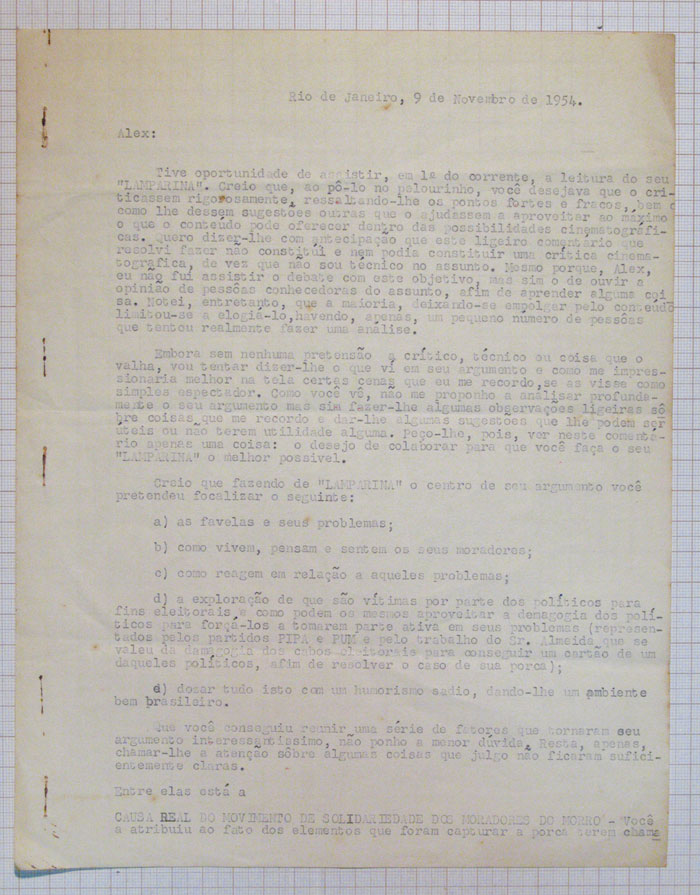 Rio de Janeiro, 9 de Novembro de 1954.
Alex:
Tive oportunidade de assistir, em 1º do corrente, a leitura do seu
"LAMPARINA". Creio que, ao pô-lo no pelourinho, você desejava que o cri-
ticassem rigorosamente, ressaltando-lhe os pontos fortes e fracos, bem c
como lhe dessem sugestões outras que o ajudassem a aproveitar ao máximo
o que o conteúdo pode oferecer dentro das possibilidades cinematográfi-
cas. Quero dizer-lhe com antecipação que este ligeiro comentário que
resolvi fazer não constitúi e nem podia constituir uma crítica cinema-
tográfica, de vez que não sou técnico no assunto. Mesmo porque, Alex,
eu não fui assistir o debate com este objetivo, mas sim o de ouvir a
opinião de pessôas conhecedoras do assunto, afim de aprender alguma coi
sa. Notei, entretanto, que a maioria, deixando-se empolgar pelo conteudo
limitou-se a elogiá-lo,havendo, apenas, um pequeno número de pessôas
que tentou realmente fazer uma análise.
Embora sem nenhuma pretensão a crítico, técnico ou coisa que o
valha, vou tentar dizer-lhe o que vi em seu argumento e como me impres-
sionaria melhor na tela certas cenas que eu me recordo,se as visse como
simples espectador. Como você vê, não me proponho a analisar profunda-
mente o seu argumento mas sim fazer-lhe algumas observações ligeiras sô
bre coisas que me recordo e dar-lhe algumas sugestões que lhe podem ser
úteis ou não terem utilidade alguma. Peço-lhe, pois, ver neste comentá-
rio apenas uma coisa: o desejo de colaborar para que você faça o seu
"LAMPARINA" o melhor possivel.
Creio que fazendo de "LAMPARINA" o centro de seu argumento você
pretendeu focalizar o seguinte:
a) as favelas e seus problemas;
b) como vivem, pensam e sentem os seus moradores;
c) como reagem em relação a aqueles problemas;
d) a exploração de que são vítimas por parte dos políticos para
fins eleitorais e como podem os mesmos aproveitar a demagogia dos polí-
ticos para forçá-los a tomarem parte ativa em seus problemas (represen-
tados pelos partidos PIPA e PUM e pelo trabalho do Sr. Almeida que se
valeu da damagogia dos cabos eleitorais para conseguir um cartão de um
daqueles políticos, afim de resolver o caso de sua porca);
d) dosar tudo isto com um humorismo sadio, dando-lhe um ambiente
bem brasileiro.
Que você conseguiu reunir uma série de fatores que tornaram seu
argumento interessantíssimo, não ponho a menor dúvida. Resta, apenas,
chamar-lhe a atenção sôbre algumas coisas que julgo não ficaram sufici-
entemente claras.
Entre elas está a
CAUSA REAL DO MOVIMENTO DE SOLIDARIEDADE DOS MORADORES DO MORRO - Você
a atribuiu ao fato dos elementos que foram capturar a porca terem chama